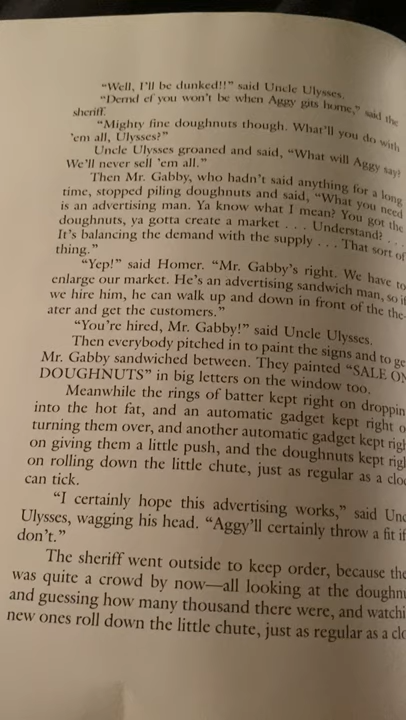 "Well, I'll be dunked!!" said Uncle Ulysses.
"Dernd ef you won't be when Aggy gits home," said the
sheriff.
"Mighty fine doughnuts though. What'll you do with
'em all, Ulysses?"
Uncle Ulysses groaned and said, "What will Aggy say?
We'll never sell 'em all."
Then Mr. Gabby, who hadn't said anything for a long
time, stopped piling doughnuts and said, "What you need
is an advertising man. Ya know what I mean? You got the
doughnuts, ya gotta create a market . . . Understand? . . .
It's balancing the demand with the supply . . . That sort of
thing."
"Yep!" said Homer. "Mr. Gabby's right. We have to
enlarge our market. He's an advertising sandwich man, so if
we hire him, he can walk up and down in front of the the-
ater and get the customers."
"You're hired, Mr. Gabby!" said Uncle Ulysses.
Then everybody pitched in to paint the signs and to ge
Mr. Gabby sandwiched between. They painted "SALE ON
DOUGHNUTS" in big letters on the window too.
Meanwhile the rings of batter kept right on droppin
into the hot fat, and an automatic gadget kept right o
turning them over, and another automatic gadget kept righ
on giving them a little push, and the doughnuts kept righ
on rolling down the little chute, just as regular as a cloc
can tick.
"I certainly hope this advertising works," said Unc
Ulysses, wagging his head. "Aggy'll certainly throw a fit if
don't."
The sheriff went outside to keep order, because the
was quite a crowd by now—all looking at the doughnu
and guessing how many thousand there were, and watchi
new ones roll down the little chute, just as regular as a clo